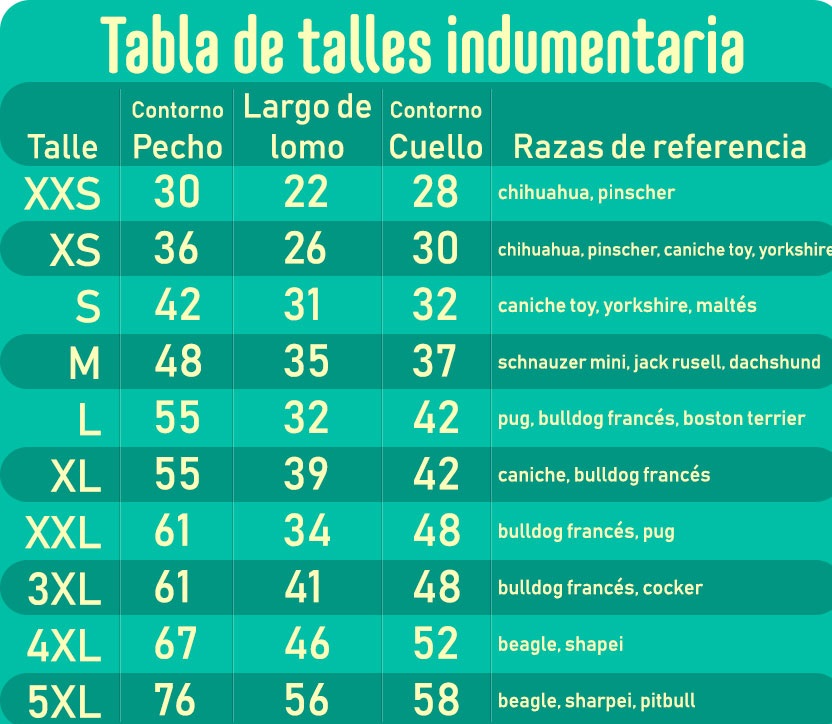 Tabla de talles indumentaria
Talle Contorno Pecho Largo de lomo Contorno Cuello Razas de referencia
XXS 30 22 28 chihuahua, pinscher
XS 36 26 30 chihuahua, pinscher, caniche toy, yorkshire
S 42 31 32 caniche toy, yorkshire, maltés
M 48 35 37 schnauzer mini, jack rusell, dachshund
L 55 32 42 pug, bulldog francés, boston terrier
XL 55 39 42 caniche, bulldog francés
XXL 61 34 48 bulldog francés, pug
3XL 61 41 48 bulldog francés, cocker
4XL 67 46 52 beagle, shapei
5XL 76 56 58 beagle, sharpei, pitbull